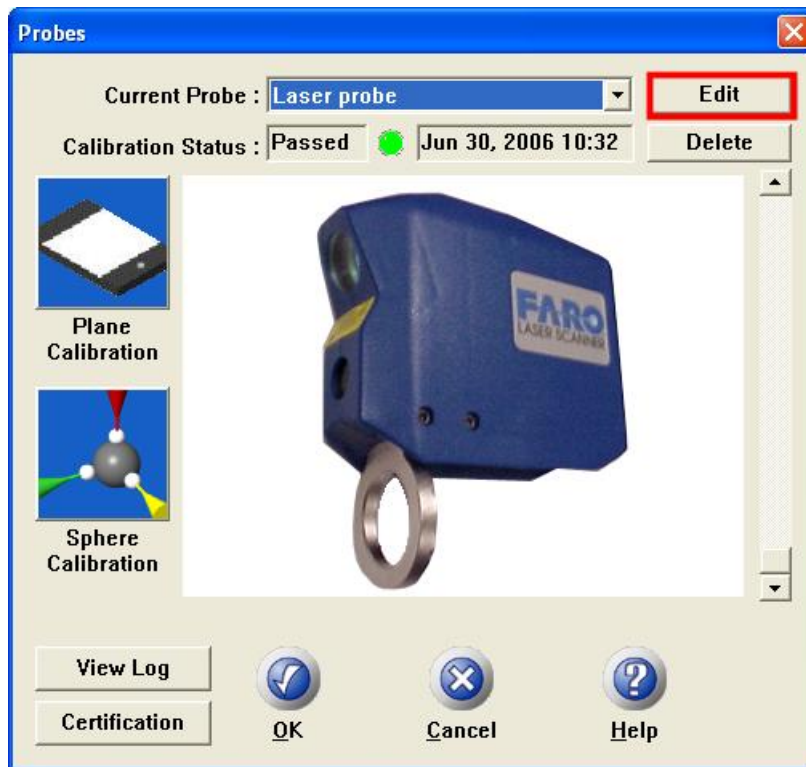 Probes
Current Probe : Laser probe Edit
Calibration Status : Passed Jun 30, 2006 10:32 Delete
Plane
Calibration
FARO
LASER SCANNER
Sphere
Calibration
View Log
Certification
OK Cancel Help